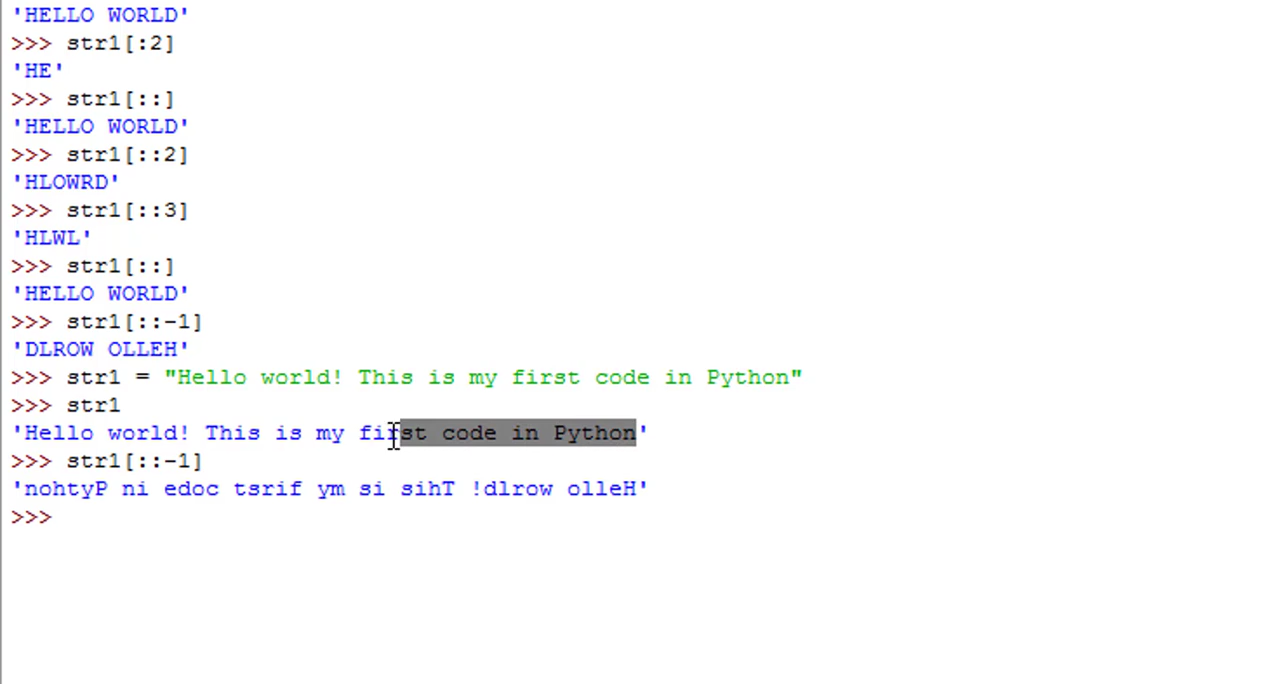 'HELLO WORLD'
>>> str1[:2]
'HE'
>>> str1[::]
'HELLO WORLD'
>>> str1[::2]
'HLOWRD'
>>> str1[::3]
'HLWL'
>>> str1[::]
'HELLO WORLD'
>>> str1[::-1]
'DLROW OLLEH'
>>> str1 = "Hello world! This is my first code in Python"
>>> str1
'Hello world! This is my first code in Python'
>>> str1[::-1]
'nohtyP ni edoc tsrif ym si sihT !dlrow olleH'
>>>